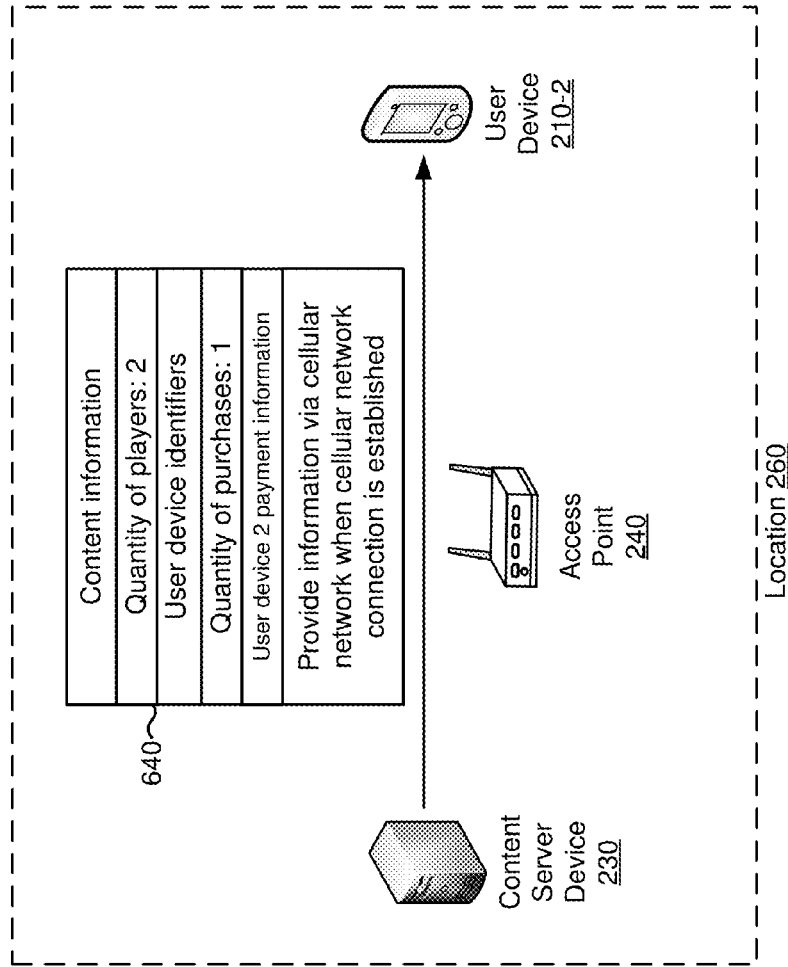 Content information
Quantity of players: 2
User device identifiers
Quantity of purchases: 1
User device 2 payment information
Provide information via cellular
network when cellular network
connection is established
640
Content
Server
Device
230
Access
Point
240
User
Device
210-2
Location 260